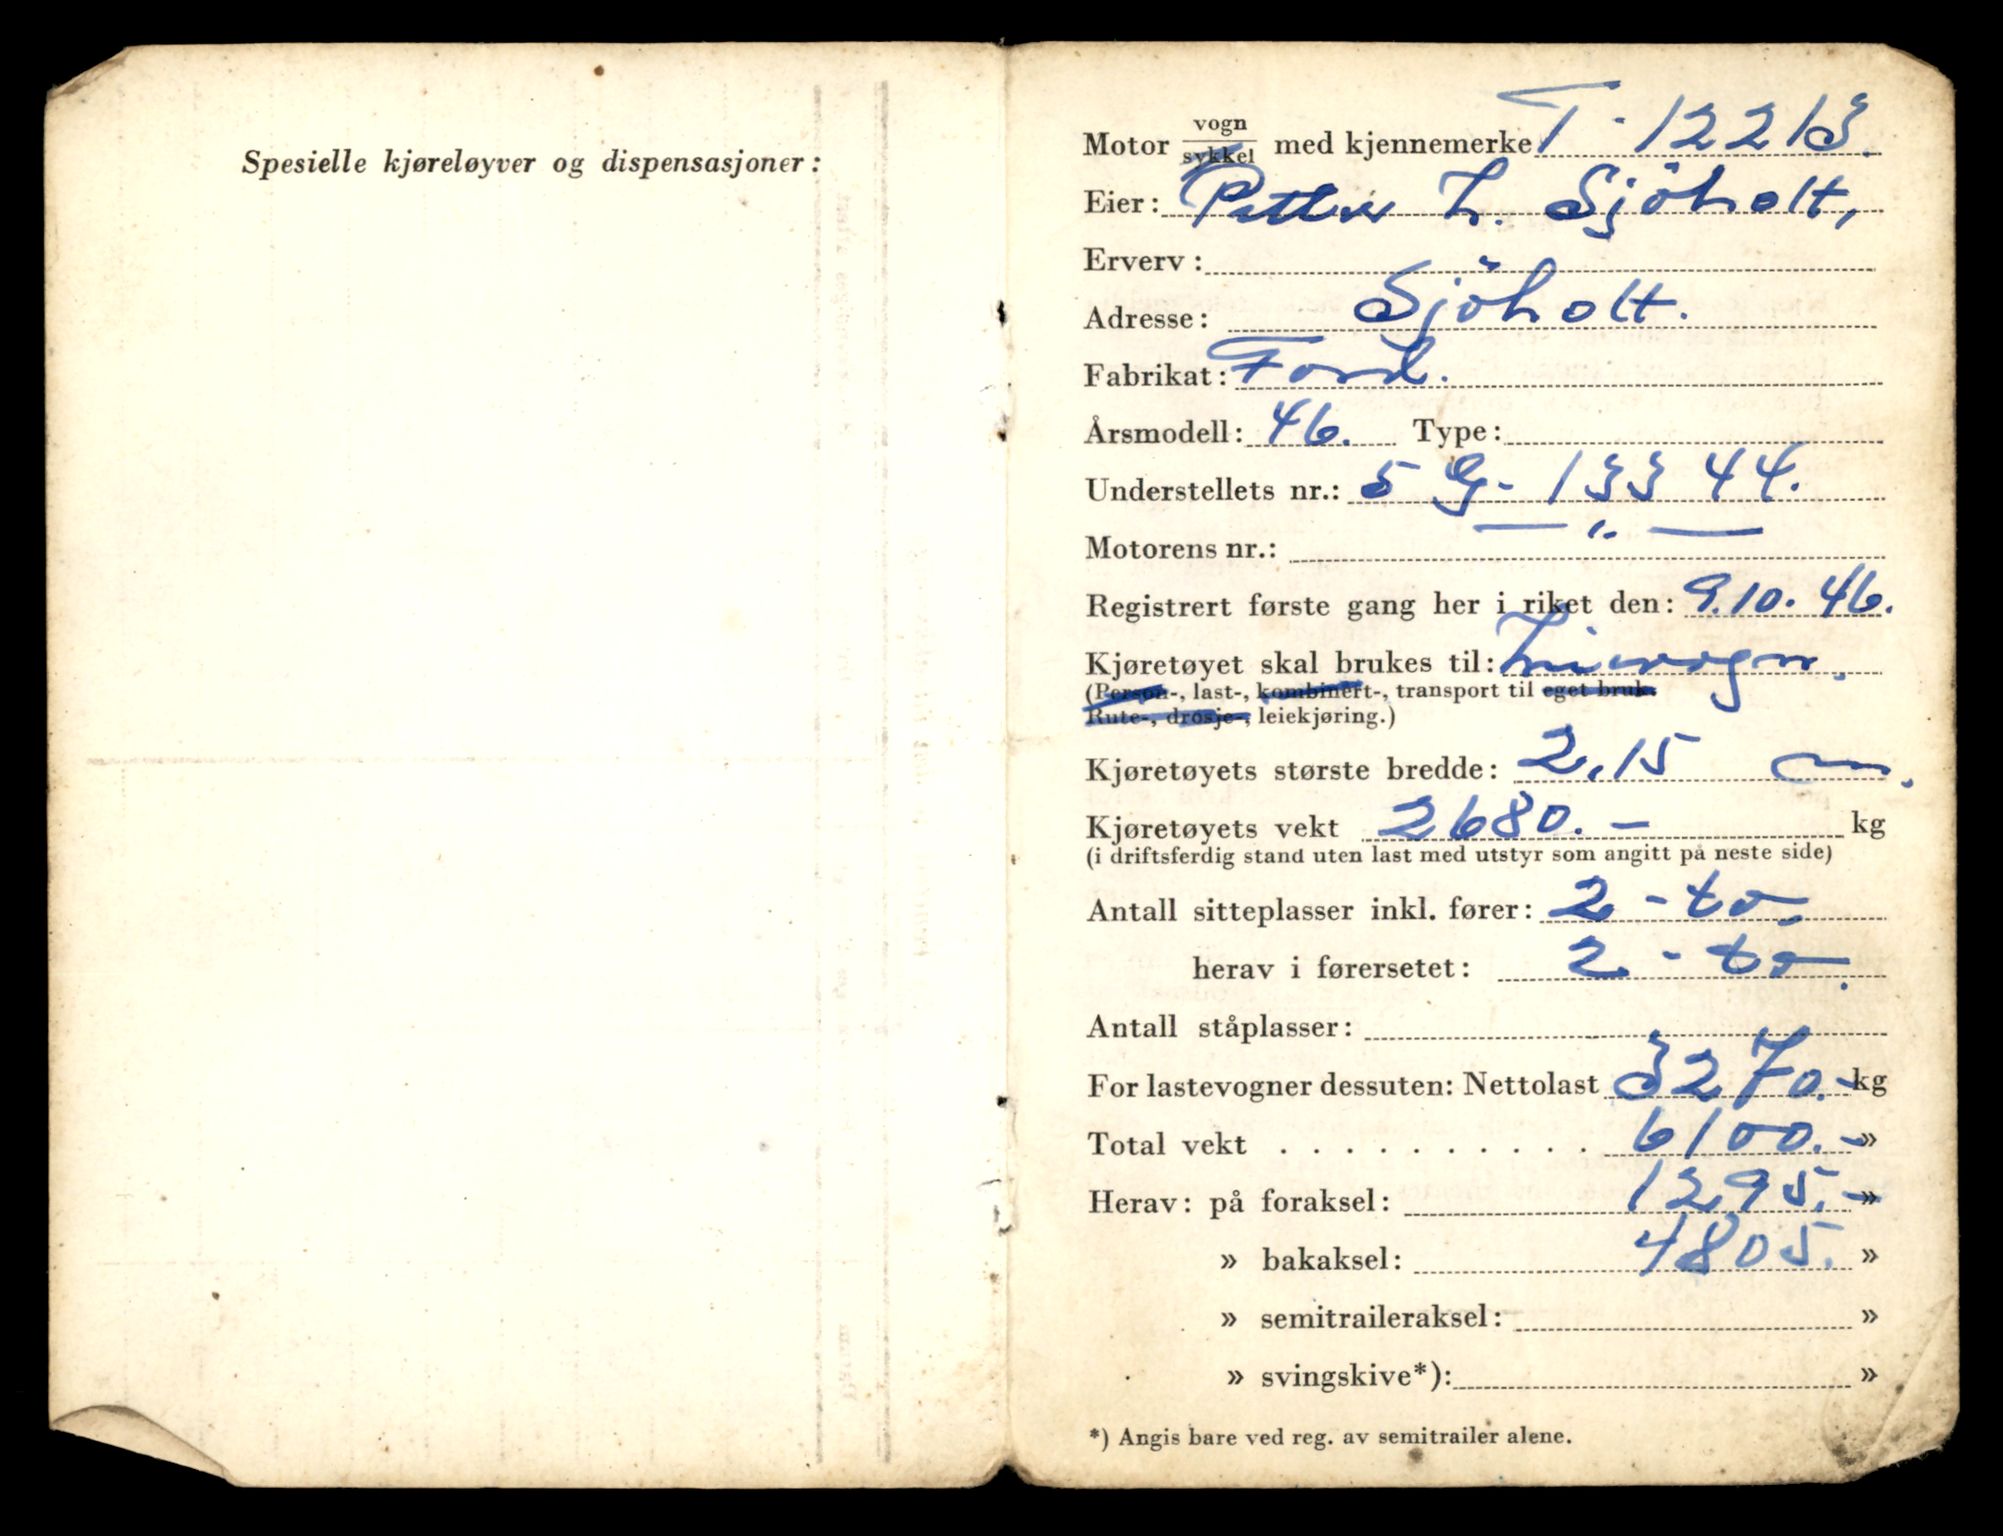 Spesielle kjøreløyver og dispensasjoner:
Motor vogn/sykkel med kjennemerke T-12213.
Eier: Petter L. Sjöholt,
Erverv:
Adresse: Sjöholt.
Fabrikat: Ford.
Årsmodell: 46. Type:
Understellets nr.: 5 G - 13344.
Motorens nr.: — „ —
Registrert første gang her i riket den: 9.10.46.
Kjøretøyet skal brukes til:
(Person-, last-, kombinert-, transport til eget bruk.
Rute-, drosje-, leiekjøring.)
Kjøretøyets største bredde: 2,15 m.
Kjøretøyets vekt 2680.- kg
(i driftsferdig stand uten last med utstyr som angitt på neste side)
Antall sitteplasser inkl. fører: 2 - to.
herav i førersetet: 2 - to.
Antall ståplasser:
For lastevogner dessuten: Nettolast 3270.- kg
Total vekt . . . . . . . . . . 6100.- »
Herav: på foraksel: 1295.- »
» bakaksel: 4805. »
» semitraileraksel: »
» svingskive*): »
*) Angis bare ved reg. av semitrailer alene.